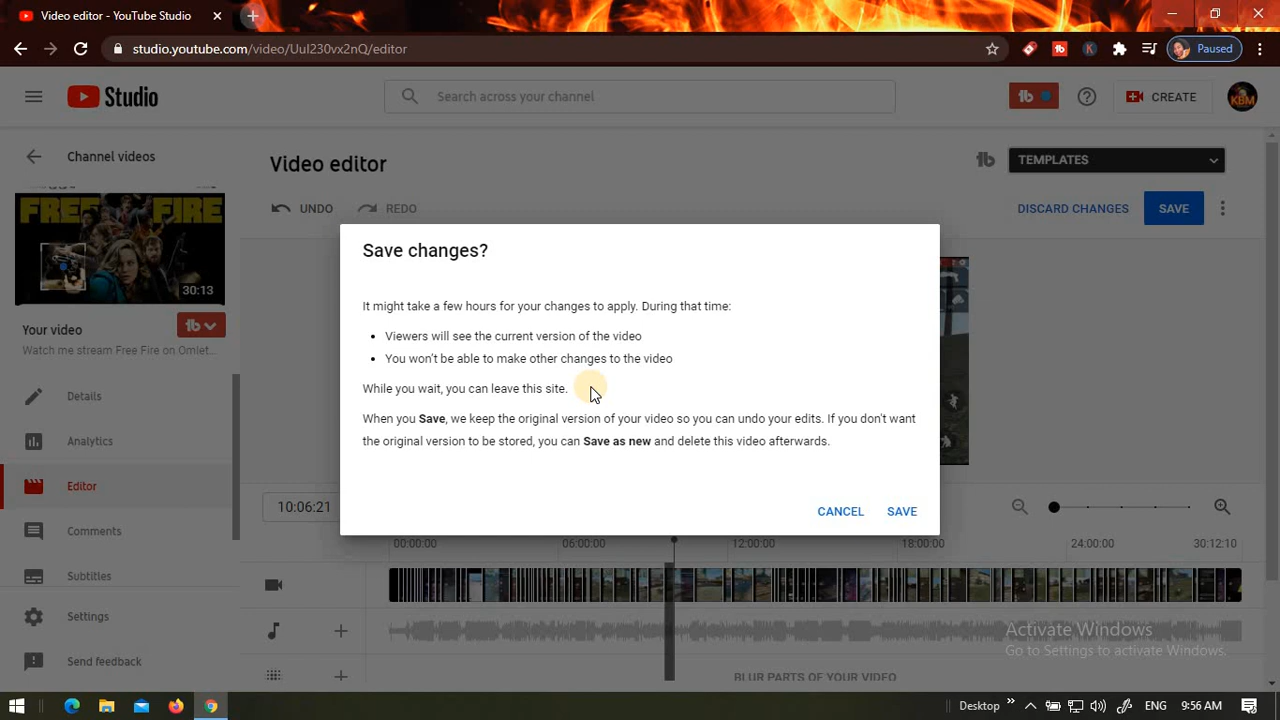 Video editor - YouTube Studio
studio.youtube.com/video/UuI230vx2nQ/editor
Paused
Studio
Search across your channel
tb
CREATE
KBM
Channel videos
Video editor
tb
TEMPLATES
UNDO
REDO
DISCARD CHANGES
SAVE
FREE FIRE
30:13
Your video
tb
Watch me stream Free Fire on Omlet...
Details
Analytics
Editor
Comments
Subtitles
Settings
Send feedback
Save changes?
It might take a few hours for your changes to apply. During that time:
• Viewers will see the current version of the video
• You won't be able to make other changes to the video
While you wait, you can leave this site.
When you Save, we keep the original version of your video so you can undo your edits. If you don't want
the original version to be stored, you can Save as new and delete this video afterwards.
CANCEL
SAVE
10:06:21
00:00:00
06:00:00
12:00:00
18:00:00
24:00:00
30:12:10
Activate Windows
Go to Settings to activate Windows.
BLUR PARTS OF YOUR VIDEO
Desktop
ENG
9:56 AM